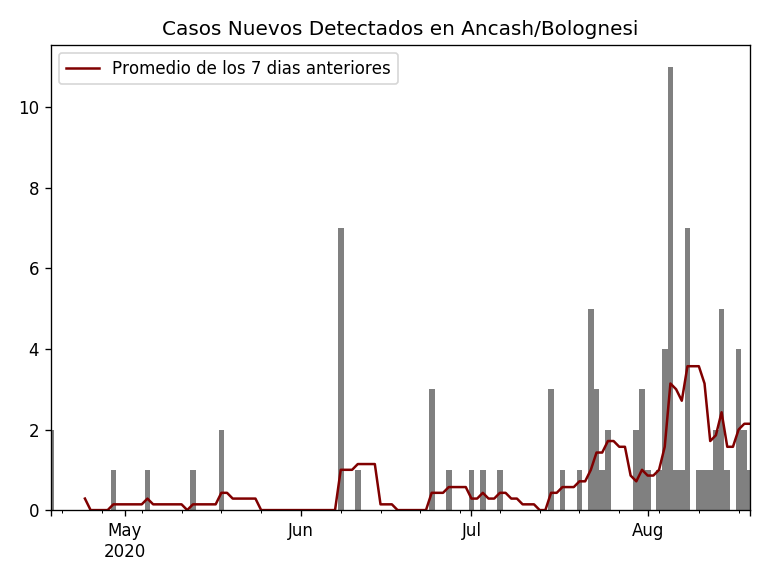 Casos Nuevos Detectados en Ancash/Bolognesi
Promedio de los 7 dias anteriores
10
8
6
4
2
0
May Jun Jul Aug
2020